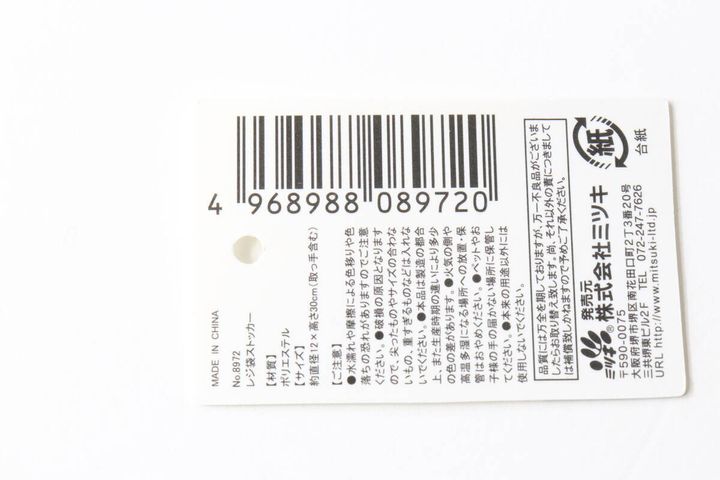 4 968988 089720
MADE IN CHINA
No.8972
レジ袋ストッカー
【材質】
ポリエステル
【サイズ】
約直径12×高さ30cm(取っ手含む)
【ご注意】
●水濡れや摩擦による色移りや色
落ちの恐れがありますのでご注意
ください。●破損の原因となります
ので、尖ったものやサイズの合わな
いもの、重すぎるものなどは入れな
いでください。●本品は製造の都合
上、また生産時期の違いにより多少
の色の差があります。●火気の側や
高温多湿になる場所への放置・保
管はおやめください。●ペットやお
子様の手の届かない場所に保管し
てください。●本来の用途以外には
使用しないでください。
品質には万全を期しておりますが、万一不良品がございま
したらお取り替え致します。尚、それ以外の責につきまして
は補償致しかねますので予めご了承ください。
発売元
ミツキ® 株式会社ミツキ
〒590-0075
大阪府堺市堺区南花田口町2丁3番20号
三共堺東ビル2F TEL 072-247-7626
URL http://www.mitsuki-ltd.jp
紙
台紙